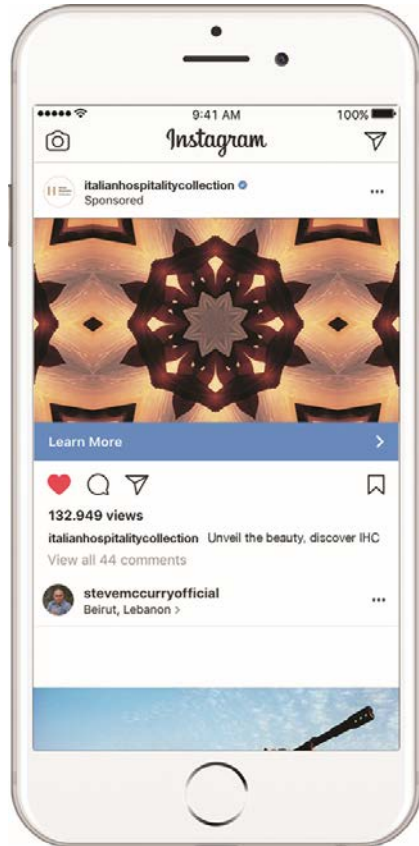 9:41 AM
100%
Instagram
italianhospitalitycollection
Sponsored
Learn More
132.949 views
italianhospitalitycollection Unveil the beauty, discover IHC
View all 44 comments
stevemccurryofficial
Beirut, Lebanon >